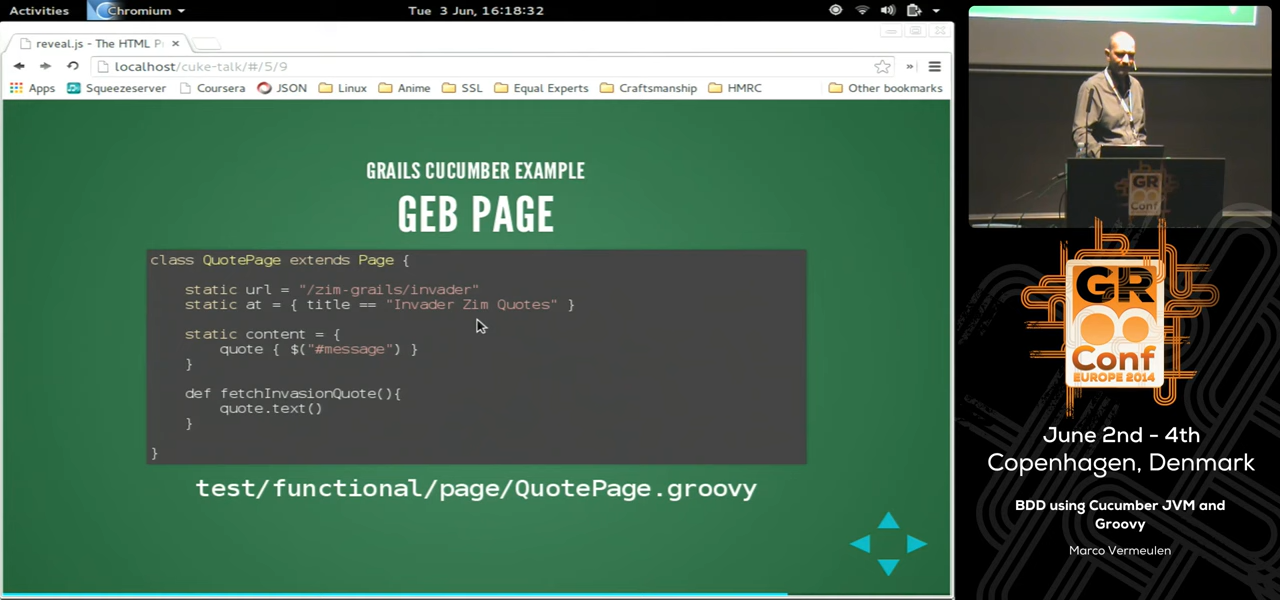 Activities
Chromium
Tue 3 Jun, 16:18:32
reveal.js - The HTML P
localhost/cuke-talk/#/5/9
Apps
Squeezeserver
Coursera
JSON
Linux
Anime
SSL
Equal Experts
Craftsmanship
HMRC
Other bookmarks
GRAILS CUCUMBER EXAMPLE
GEB PAGE
class QuotePage extends Page {
static url = "/zim-grails/invader"
static at = { title == "Invader Zim Quotes" }
static content = {
quote { $("#message") }
}
def fetchInvasionQuote(){
quote.text()
}
}
test/functional/page/QuotePage.groovy
GR
Conf
GR
Conf
EUROPE 2014
June 2nd - 4th
Copenhagen, Denmark
BDD using Cucumber JVM and
Groovy
Marco Vermeulen